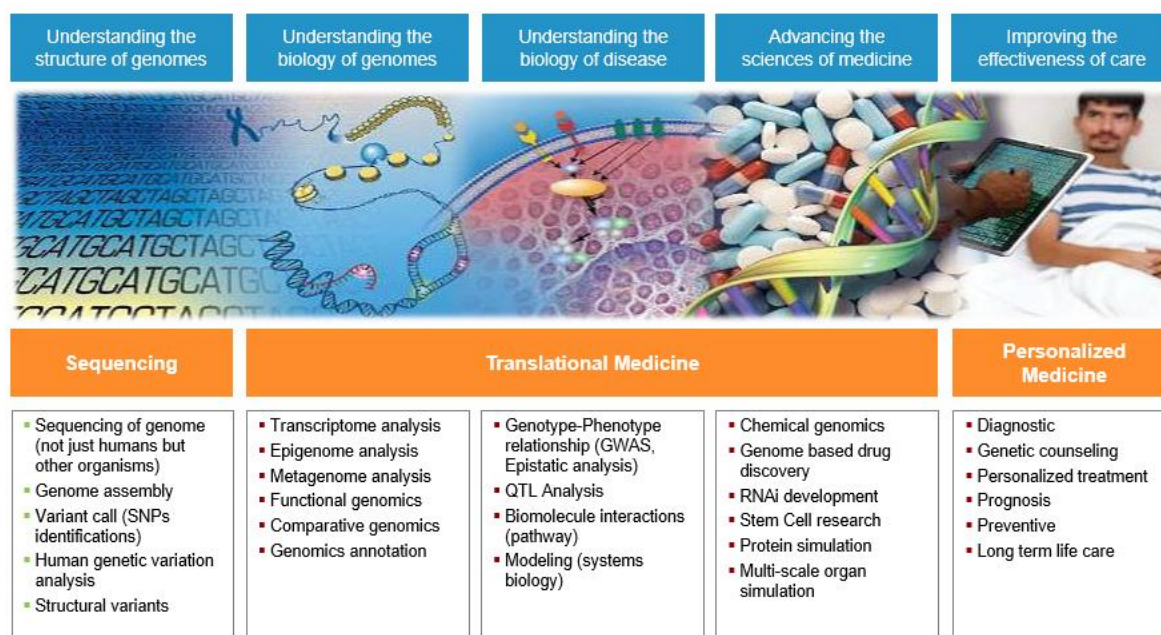 Understanding the
structure of genomes
Understanding the
biology of genomes
Understanding the
biology of disease
Advancing the
sciences of medicine
Improving the
effectiveness of care
Sequencing
Translational Medicine
Personalized
Medicine
Sequencing of genome
(not just humans but
other organisms)
Genome assembly
Variant call (SNPs
identifications)
Human genetic variation
analysis
Structural variants
Transcriptome analysis
Epigenome analysis
Metagenome analysis
Functional genomics
Comparative genomics
Genomics annotation
Genotype-Phenotype
relationship (GWAS,
Epistatic analysis)
QTL Analysis
Biomolecule interactions
(pathway)
Modeling (systems
biology)
Chemical genomics
Genome based drug
discovery
RNAi development
Stem Cell research
Protein simulation
Multi-scale organ
simulation
Diagnostic
Genetic counseling
Personalized treatment
Prognosis
Preventive
Long term life care